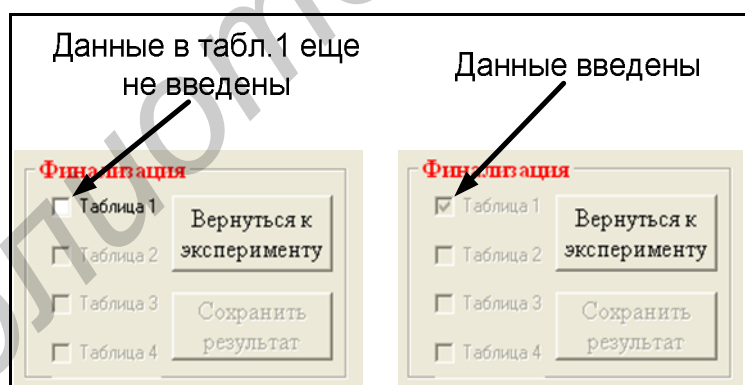 Данные в табл.1 еще
не введены
Данные введены
Финализация
Таблица 1
Таблица 2
Таблица 3
Таблица 4
Вернуться к
эксперименту
Сохранить
результат
Финализация
Таблица 1
Таблица 2
Таблица 3
Таблица 4
Вернуться к
эксперименту
Сохранить
результат